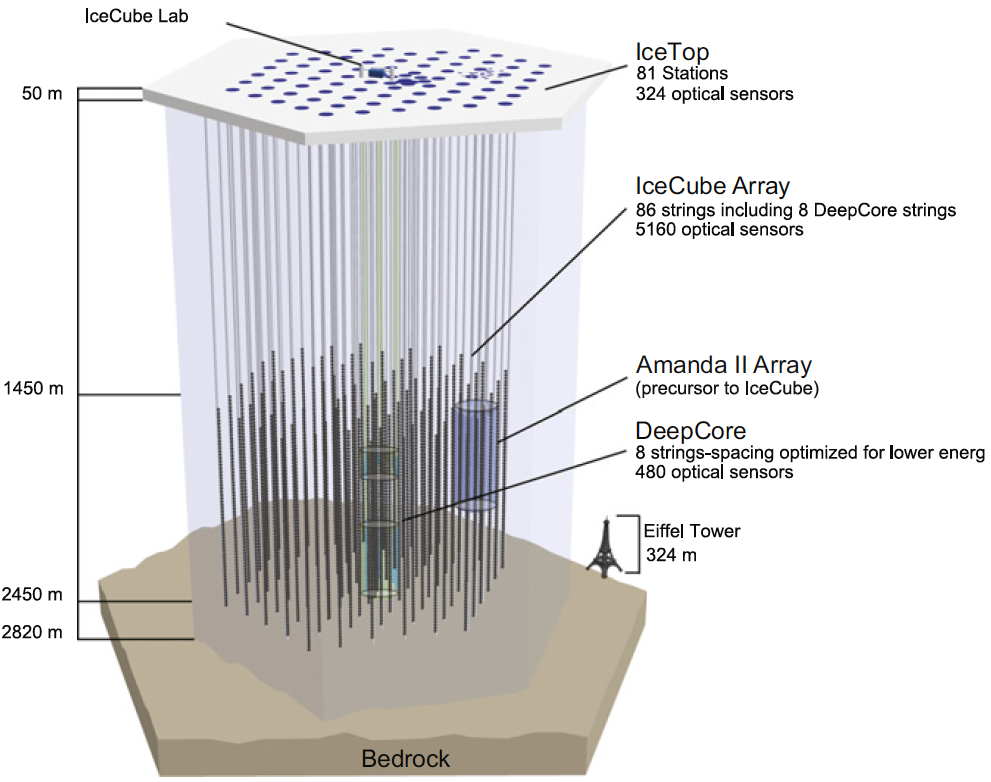 IceCube Lab
IceTop
81 Stations
324 optical sensors
50 m
IceCube Array
86 strings including 8 DeepCore strings
5160 optical sensors
Amanda II Array
(precursor to IceCube)
1450 m
DeepCore
8 strings-spacing optimized for lower energ
480 optical sensors
Eiffel Tower
324 m
2450 m
2820 m
Bedrock